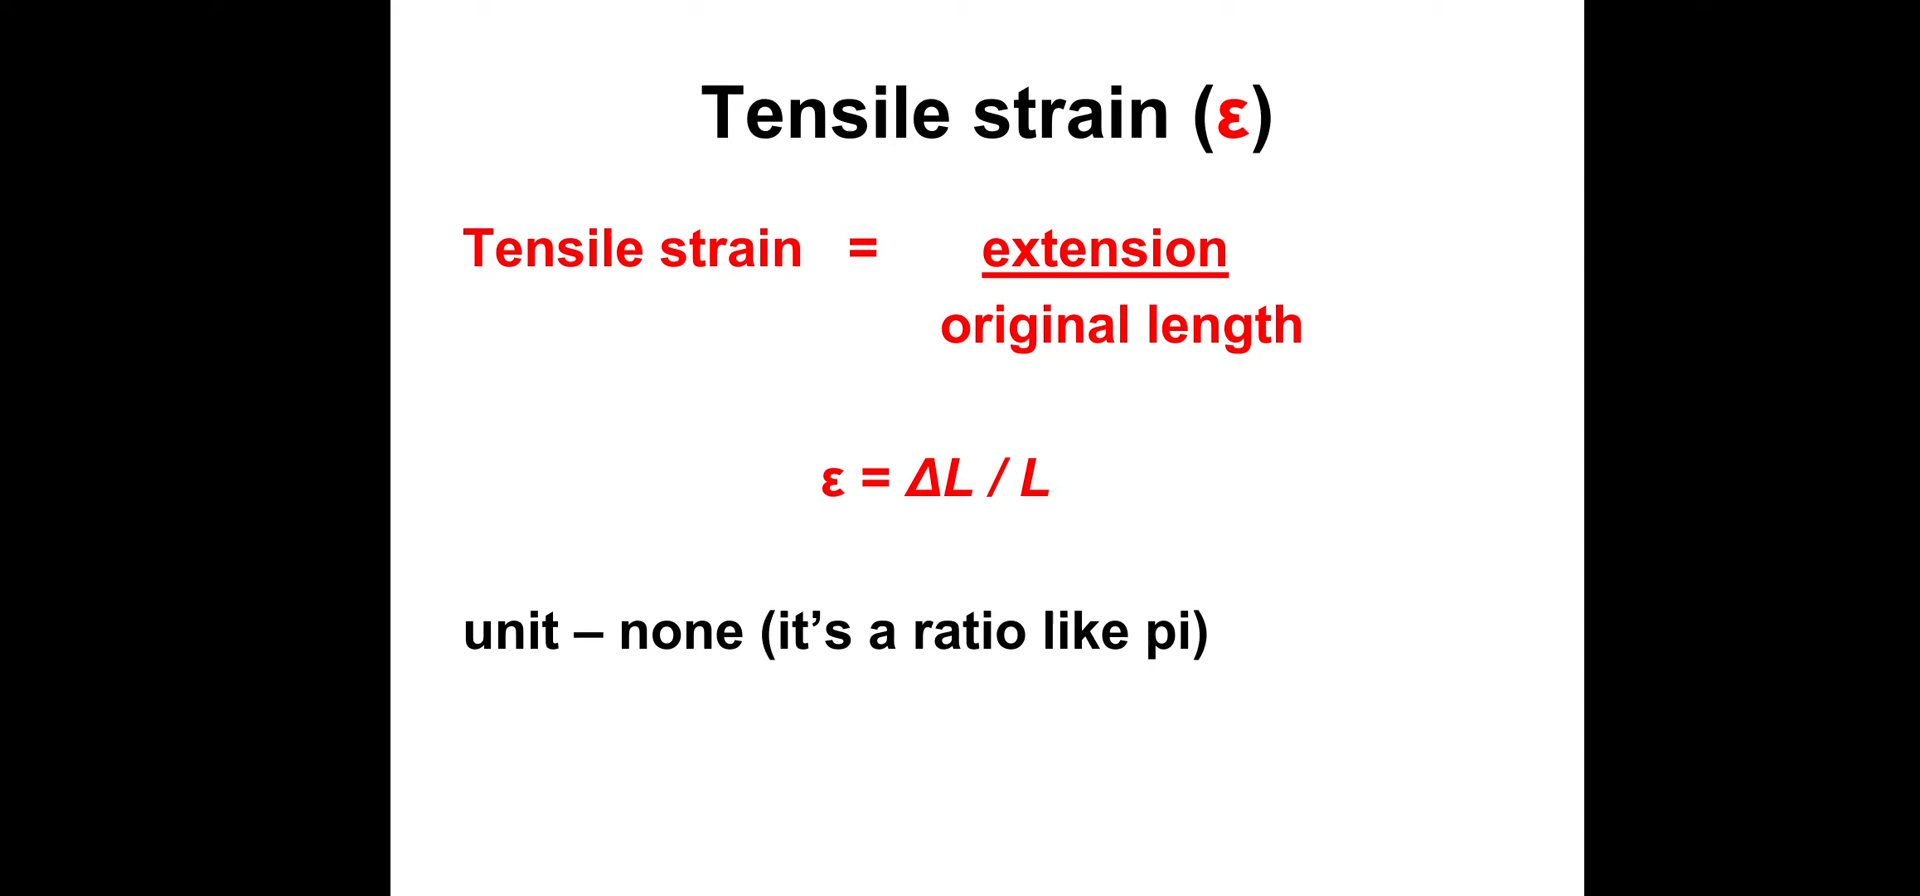 Tensile strain (ε)
Tensile strain = extension
original length
ε = ΔL / L
unit – none (it’s a ratio like pi)